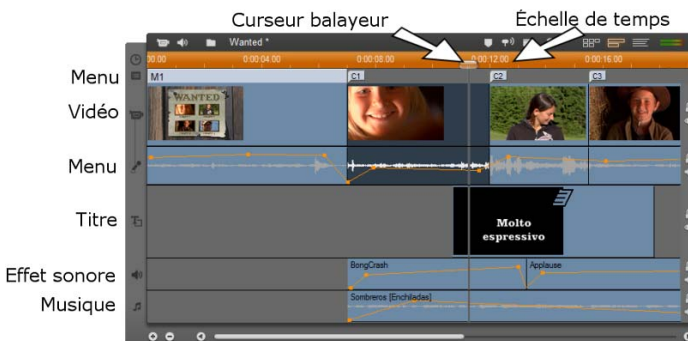 Curseur balayeur
Échelle de temps
Wanted *
00.00 0:00:04.00 0:00:08.00 0:00:12.00 0:00:16.00
Menu
M1 C1 C2 C3
Vidéo
WANTED
Menu
Titre
Molto
espressivo
Effet sonore
BongCrash Applause
Musique
Sombreros [Enchiladas]